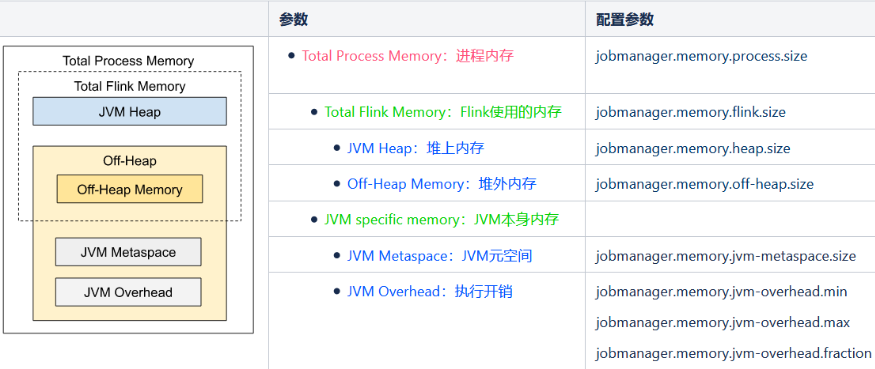 参数
配置参数
Total Process Memory
Total Flink Memory
JVM Heap
Off-Heap
Off-Heap Memory
JVM Metaspace
JVM Overhead
Total Process Memory：进程内存
jobmanager.memory.process.size
Total Flink Memory：Flink使用的内存
jobmanager.memory.flink.size
JVM Heap：堆上内存
jobmanager.memory.heap.size
Off-Heap Memory：堆外内存
jobmanager.memory.off-heap.size
JVM specific memory：JVM本身内存
JVM Metaspace：JVM元空间
jobmanager.memory.jvm-metaspace.size
JVM Overhead：执行开销
jobmanager.memory.jvm-overhead.min
jobmanager.memory.jvm-overhead.max
jobmanager.memory.jvm-overhead.fraction